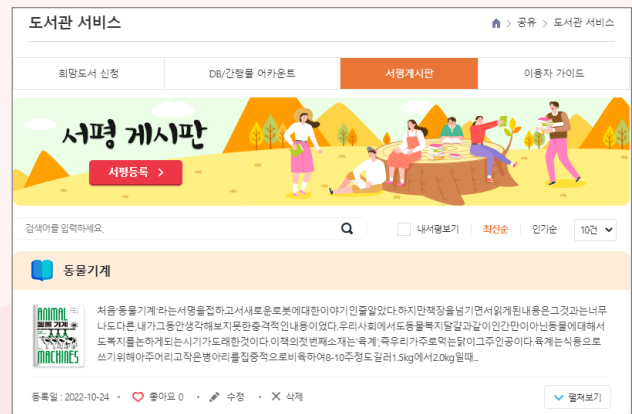 도서관 서비스
> 공유 > 도서관 서비스
희망도서 신청
DB/간행물 어카운트
서평게시판
이용자 가이드
서평 게시판
서평등록 >
검색어를 입력하세요.
내서평보기
최신순
인기순
10건
동물기계
ANIMAL
동물 기계
MACHINES
처음'동물기계'라는서명을접하고서새로운로봇에대한이야기인줄알았다.하지만책장을넘기면서읽게된내용은그것과는너무
나도다른,내가그동안생각해보지못한충격적인내용이었다.우리사회에서도동물복지달걀과같이인간만이아닌동물에대해서
도복지를논하게되는시기가도래한것이다.이책의첫번째소재는'육계',즉우리가주로먹는닭이그주인공이다.육계는식용으로
쓰기위해아주어리고작은병아리를집중적으로비육하여8-10주정도길러1.5kg에서2.0kg일때...
등록일 : 2022-10-24 • 좋아요 0 • 수정 • 삭제
펼쳐보기